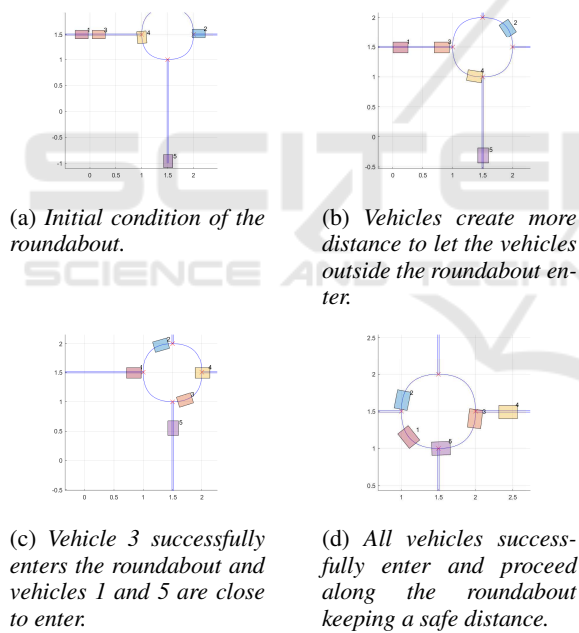 1.5
1
0.5
0
-0.5
-1
0 0.5 1 1.5 2
1 3 4 2 5
2
1.5
1
0.5
0
-0.5
0 0.5 1 1.5 2
1 3 4 2 5
(a) Initial condition of the
roundabout.
(b) Vehicles create more
distance to let the vehicles
outside the roundabout en-
ter.
SCITE
SCIENCE AND TECHN
2
1.5
1
0.5
0
-0.5
0 0.5 1 1.5 2
2 1 4 3 5
2.5
2
1.5
1
0.5
1 1.5 2 2.5
2 1 5 3 4
(c) Vehicle 3 successfully
enters the roundabout and
vehicles 1 and 5 are close
to enter.
(d) All vehicles success-
fully enter and proceed
along the roundabout
keeping a safe distance.